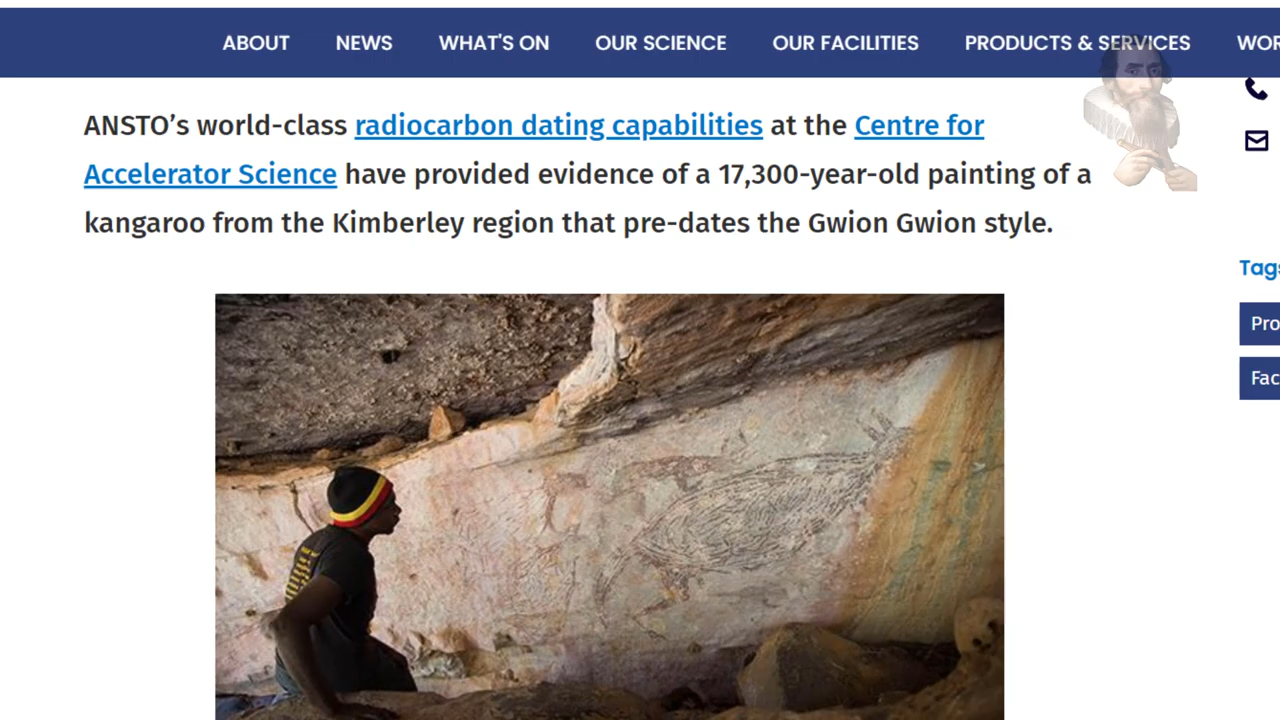 ABOUT NEWS WHAT'S ON OUR SCIENCE OUR FACILITIES PRODUCTS & SERVICES
ANSTO’s world-class radiocarbon dating capabilities at the Centre for
Accelerator Science have provided evidence of a 17,300-year-old painting of a
kangaroo from the Kimberley region that pre-dates the Gwion Gwion style.